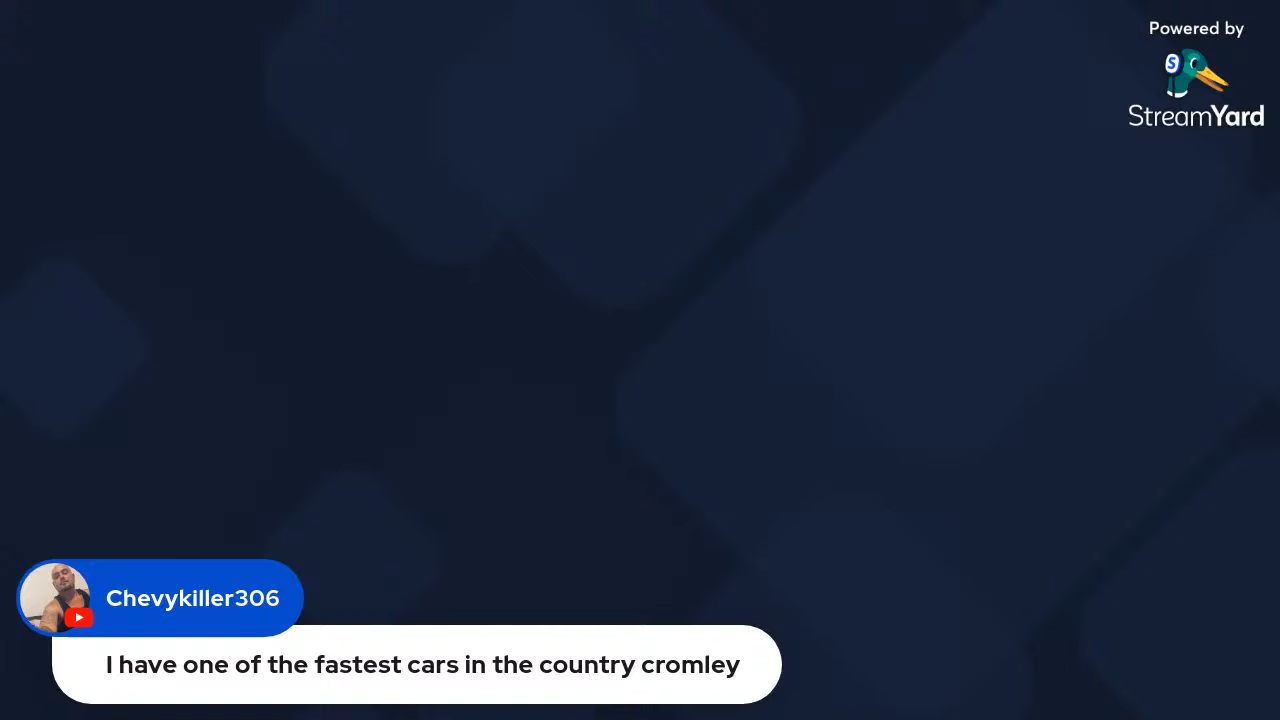 Powered by
S
StreamYard
Chevykiller306
I have one of the fastest cars in the country cromley